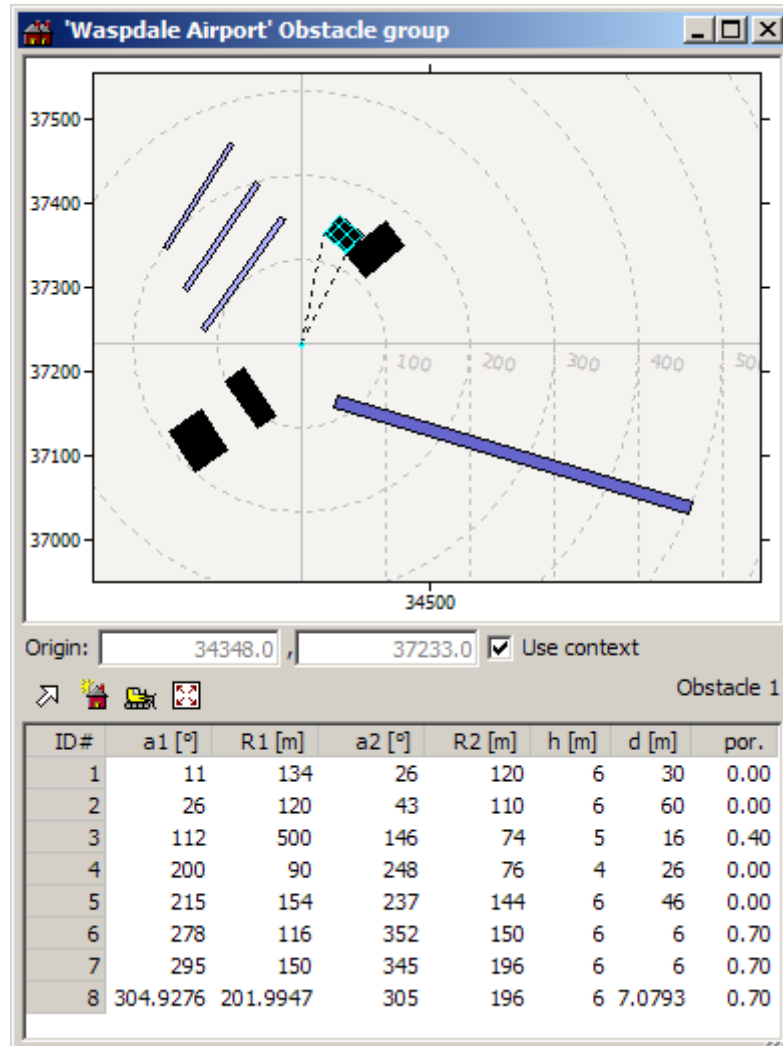 'Waspdale Airport' Obstacle group
37500
37400
37300
37200
37100
37000
100 200 300 400 50
34500
Origin: 34348.0 , 37233.0 Use context
Obstacle 1
ID# a1 [°] R1 [m] a2 [°] R2 [m] h [m] d [m] por.
1 11 134 26 120 6 30 0.00
2 26 120 43 110 6 60 0.00
3 112 500 146 74 5 16 0.40
4 200 90 248 76 4 26 0.00
5 215 154 237 144 6 46 0.00
6 278 116 352 150 6 6 0.70
7 295 150 345 196 6 6 0.70
8 304.9276 201.9947 305 196 6 7.0793 0.70